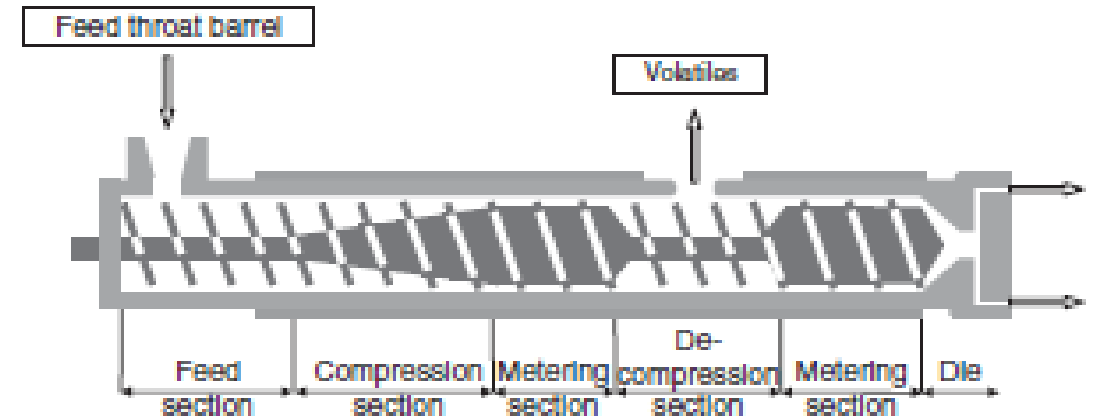 Feed throat barrel
Volatiles
Feed
section
Compression
section
Metering
section
De-
compression
section
Metering
section
Die